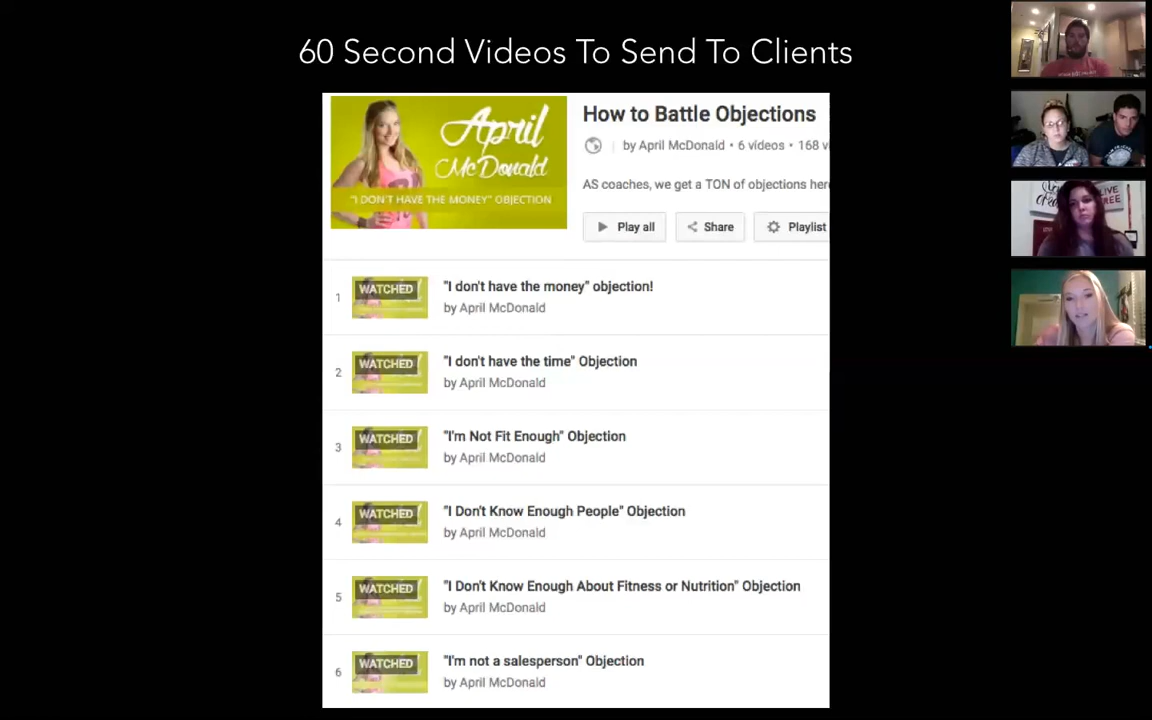 60 Second Videos To Send To Clients
April
McDonald
"I DON'T HAVE THE MONEY" OBJECTION
How to Battle Objections
by April McDonald • 6 vídeos • 168 v
AS coaches, we get a TON of objections here
Play all
Share
Playlist
1
WATCHED
"I don't have the money" objection!
by April McDonald
2
WATCHED
"I don't have the time" Objection
by April McDonald
3
WATCHED
"I'm Not Fit Enough" Objection
by April McDonald
4
WATCHED
"I Don't Know Enough People" Objection
by April McDonald
5
WATCHED
"I Don't Know Enough About Fitness or Nutrition" Objection
by April McDonald
6
WATCHED
"I'm not a salesperson" Objection
by April McDonald
LIVE